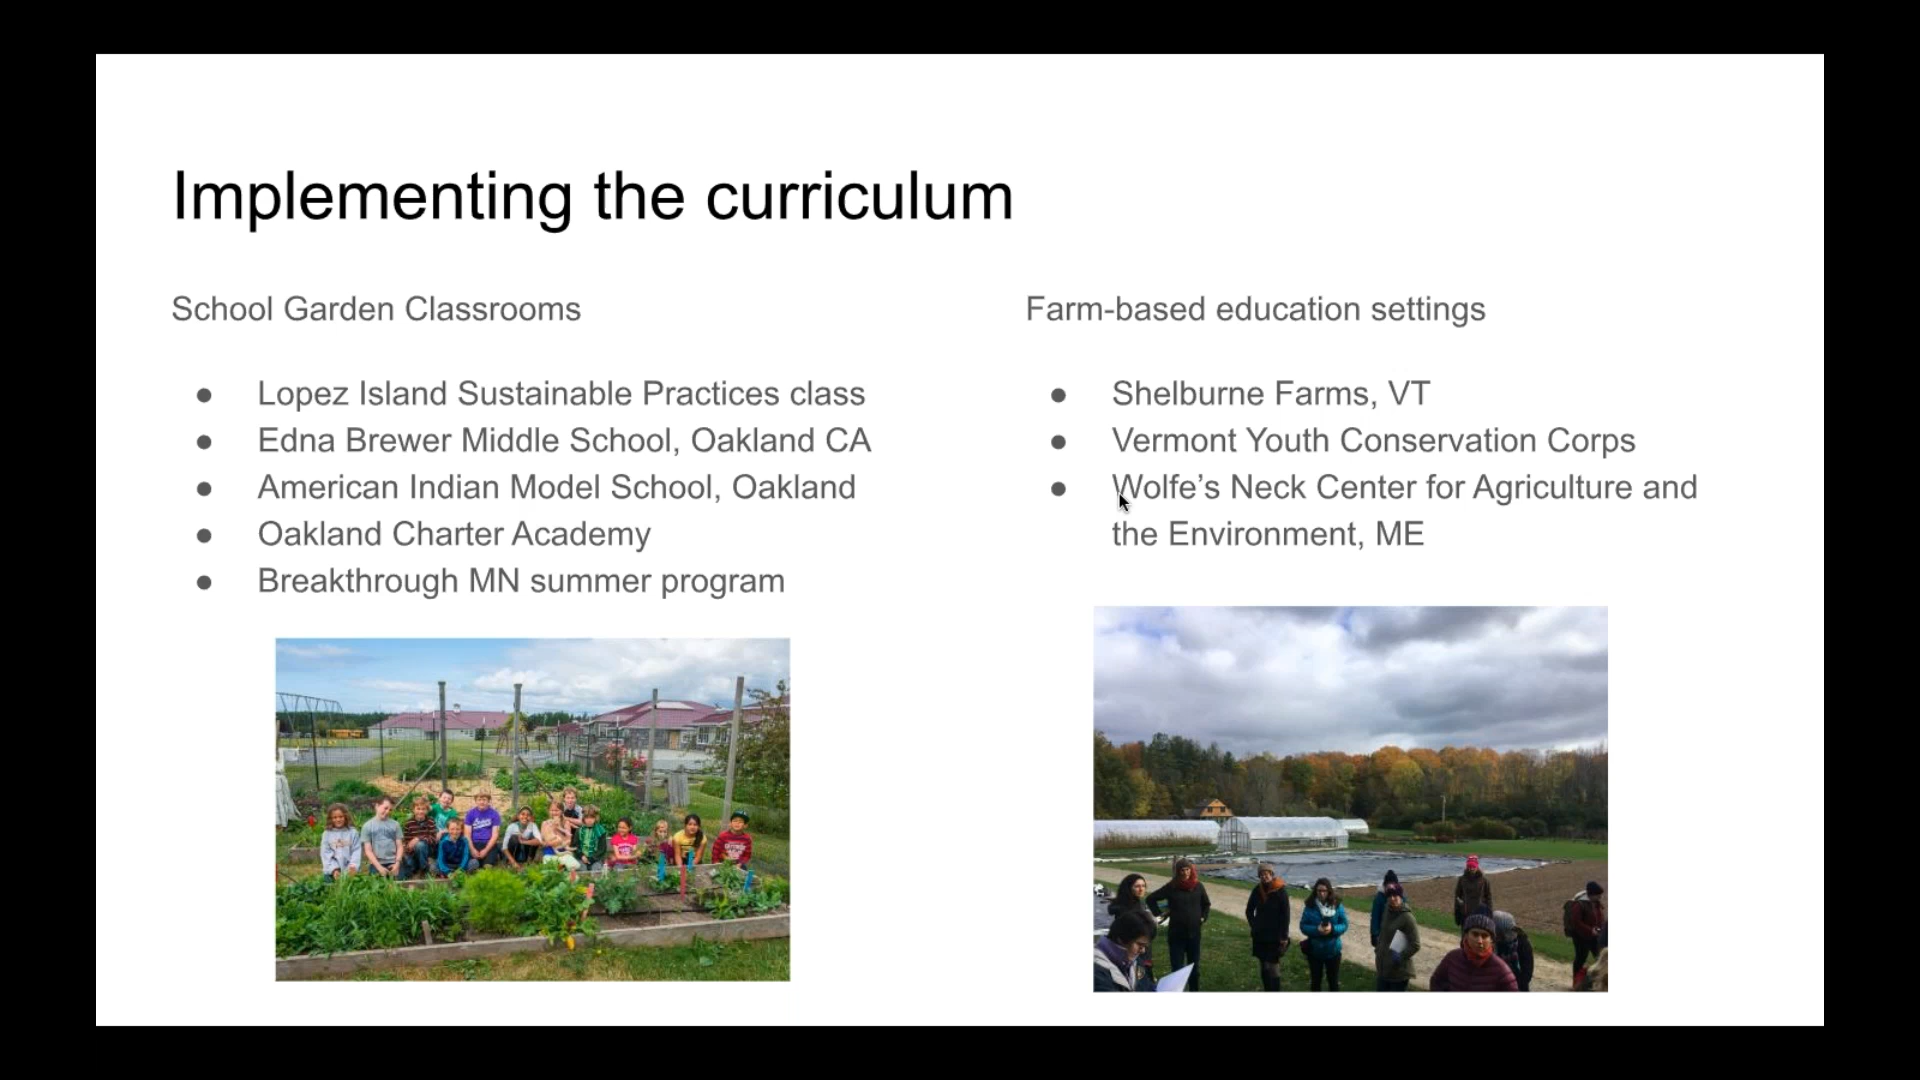 Implementing the curriculum
School Garden Classrooms
● Lopez Island Sustainable Practices class
● Edna Brewer Middle School, Oakland CA
● American Indian Model School, Oakland
● Oakland Charter Academy
● Breakthrough MN summer program
Farm-based education settings
● Shelburne Farms, VT
● Vermont Youth Conservation Corps
● Wolfe’s Neck Center for Agriculture and
the Environment, ME